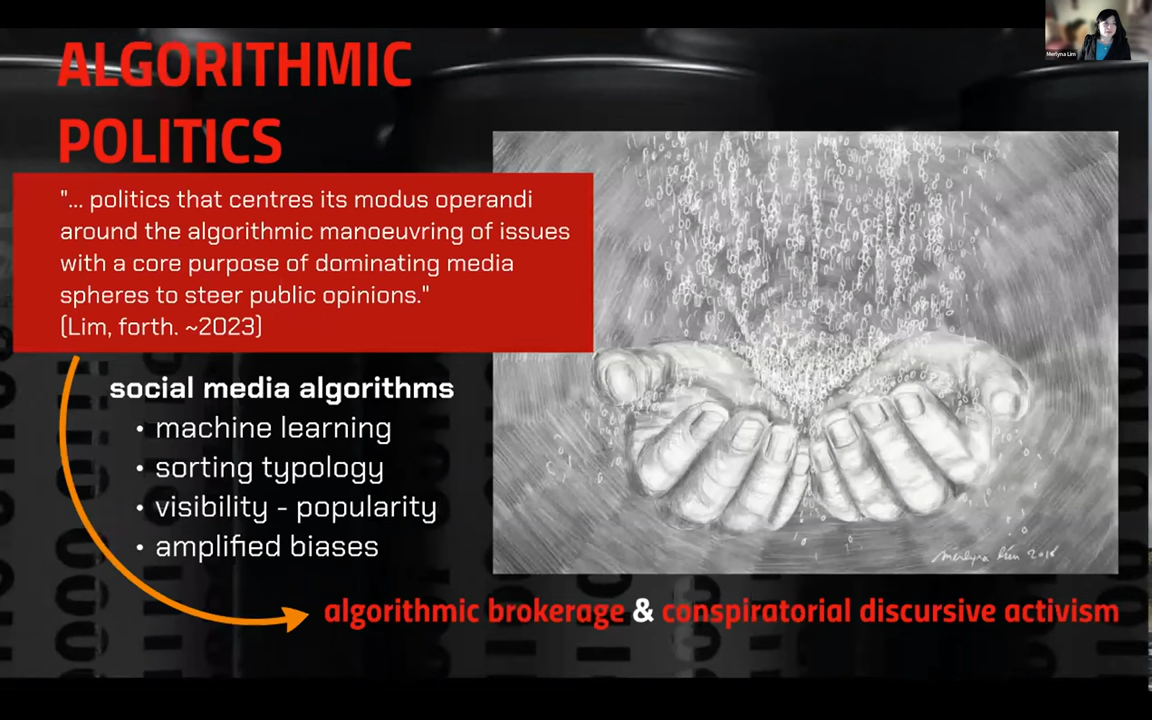 ALGORITHMIC
POLITICS
Merlyna Lim
"... politics that centres its modus operandi
around the algorithmic manoeuvring of issues
with a core purpose of dominating media
spheres to steer public opinions."
(Lim, forth. ~2023)
social media algorithms
• machine learning
• sorting typology
• visibility - popularity
• amplified biases
algorithmic brokerage & conspiratorial discursive activism